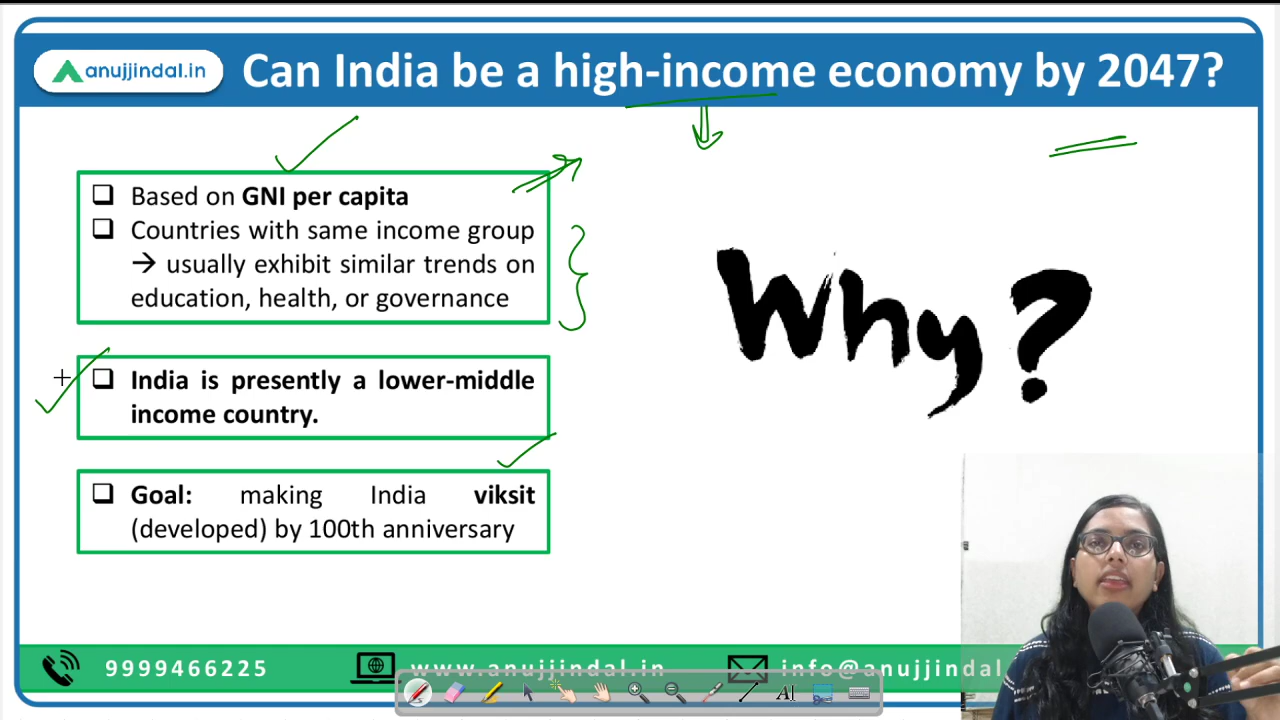 anujjindal.in
Can India be a high-income economy by 2047?
❑ Based on GNI per capita
❑ Countries with same income group
→ usually exhibit similar trends on
education, health, or governance
❑ India is presently a lower-middle
income country.
❑ Goal: making India viksit
(developed) by 100th anniversary
Why?
9999466225
www.anujjindal.in
info@anujjindal
AI